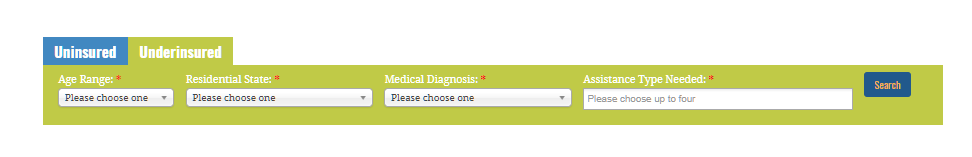 Uninsured Underinsured
Age Range: * Residential State: * Medical Diagnosis: * Assistance Type Needed: *
Please choose one Please choose one Please choose one Please choose up to four Search